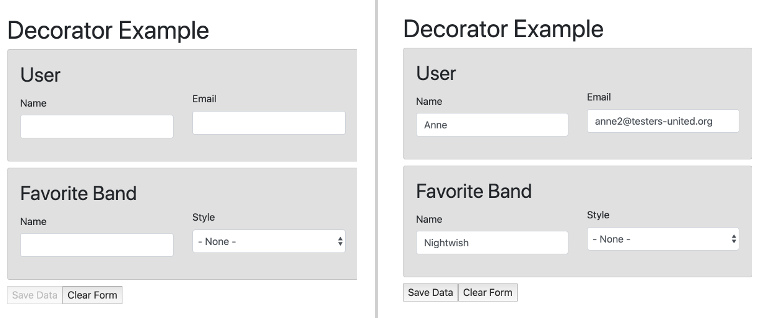 Decorator Example
User
Name
Email
Favorite Band
Name
Style
- None -
Save Data
Clear Form
Decorator Example
User
Name
Email
Anne
anne2@testers-united.org
Favorite Band
Name
Style
Nightwish
- None -
Save Data
Clear Form